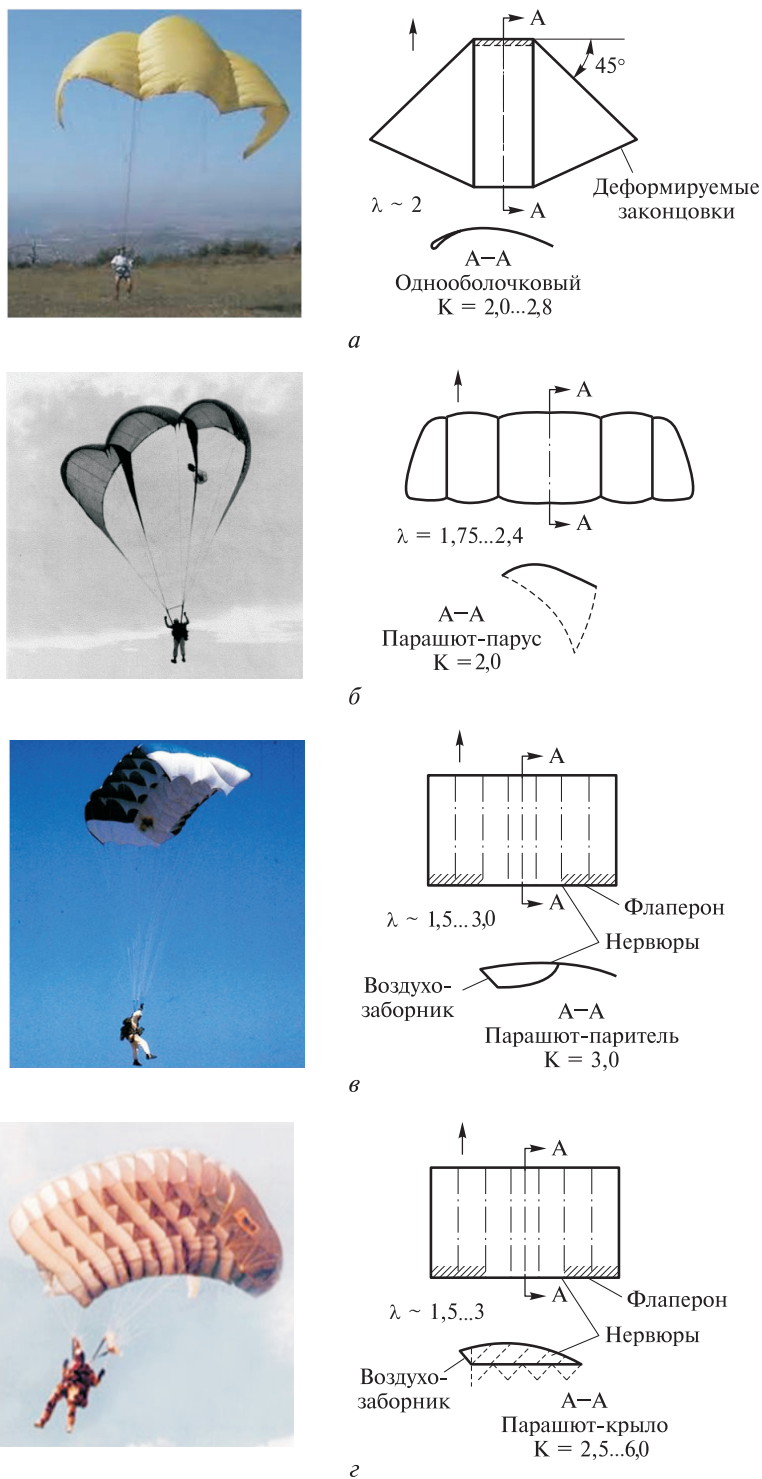 А
45°
Деформируемые
законцовки
λ ~ 2
А
А–А
Однооболочковый
K = 2,0...2,8
а
А
А
λ = 1,75...2,4
А–А
Парашют-парус
K =2,0
б
А
А
Флаперон
λ ~ 1,5...3,0
Нервюры
Воздухо-
заборник
А–А
Парашют-паритель
K = 3,0
в
А
А
Флаперон
λ ~ 1,5...3
Нервюры
Воздухо-
заборник
А–А
Парашют-крыло
K = 2,5...6,0
г